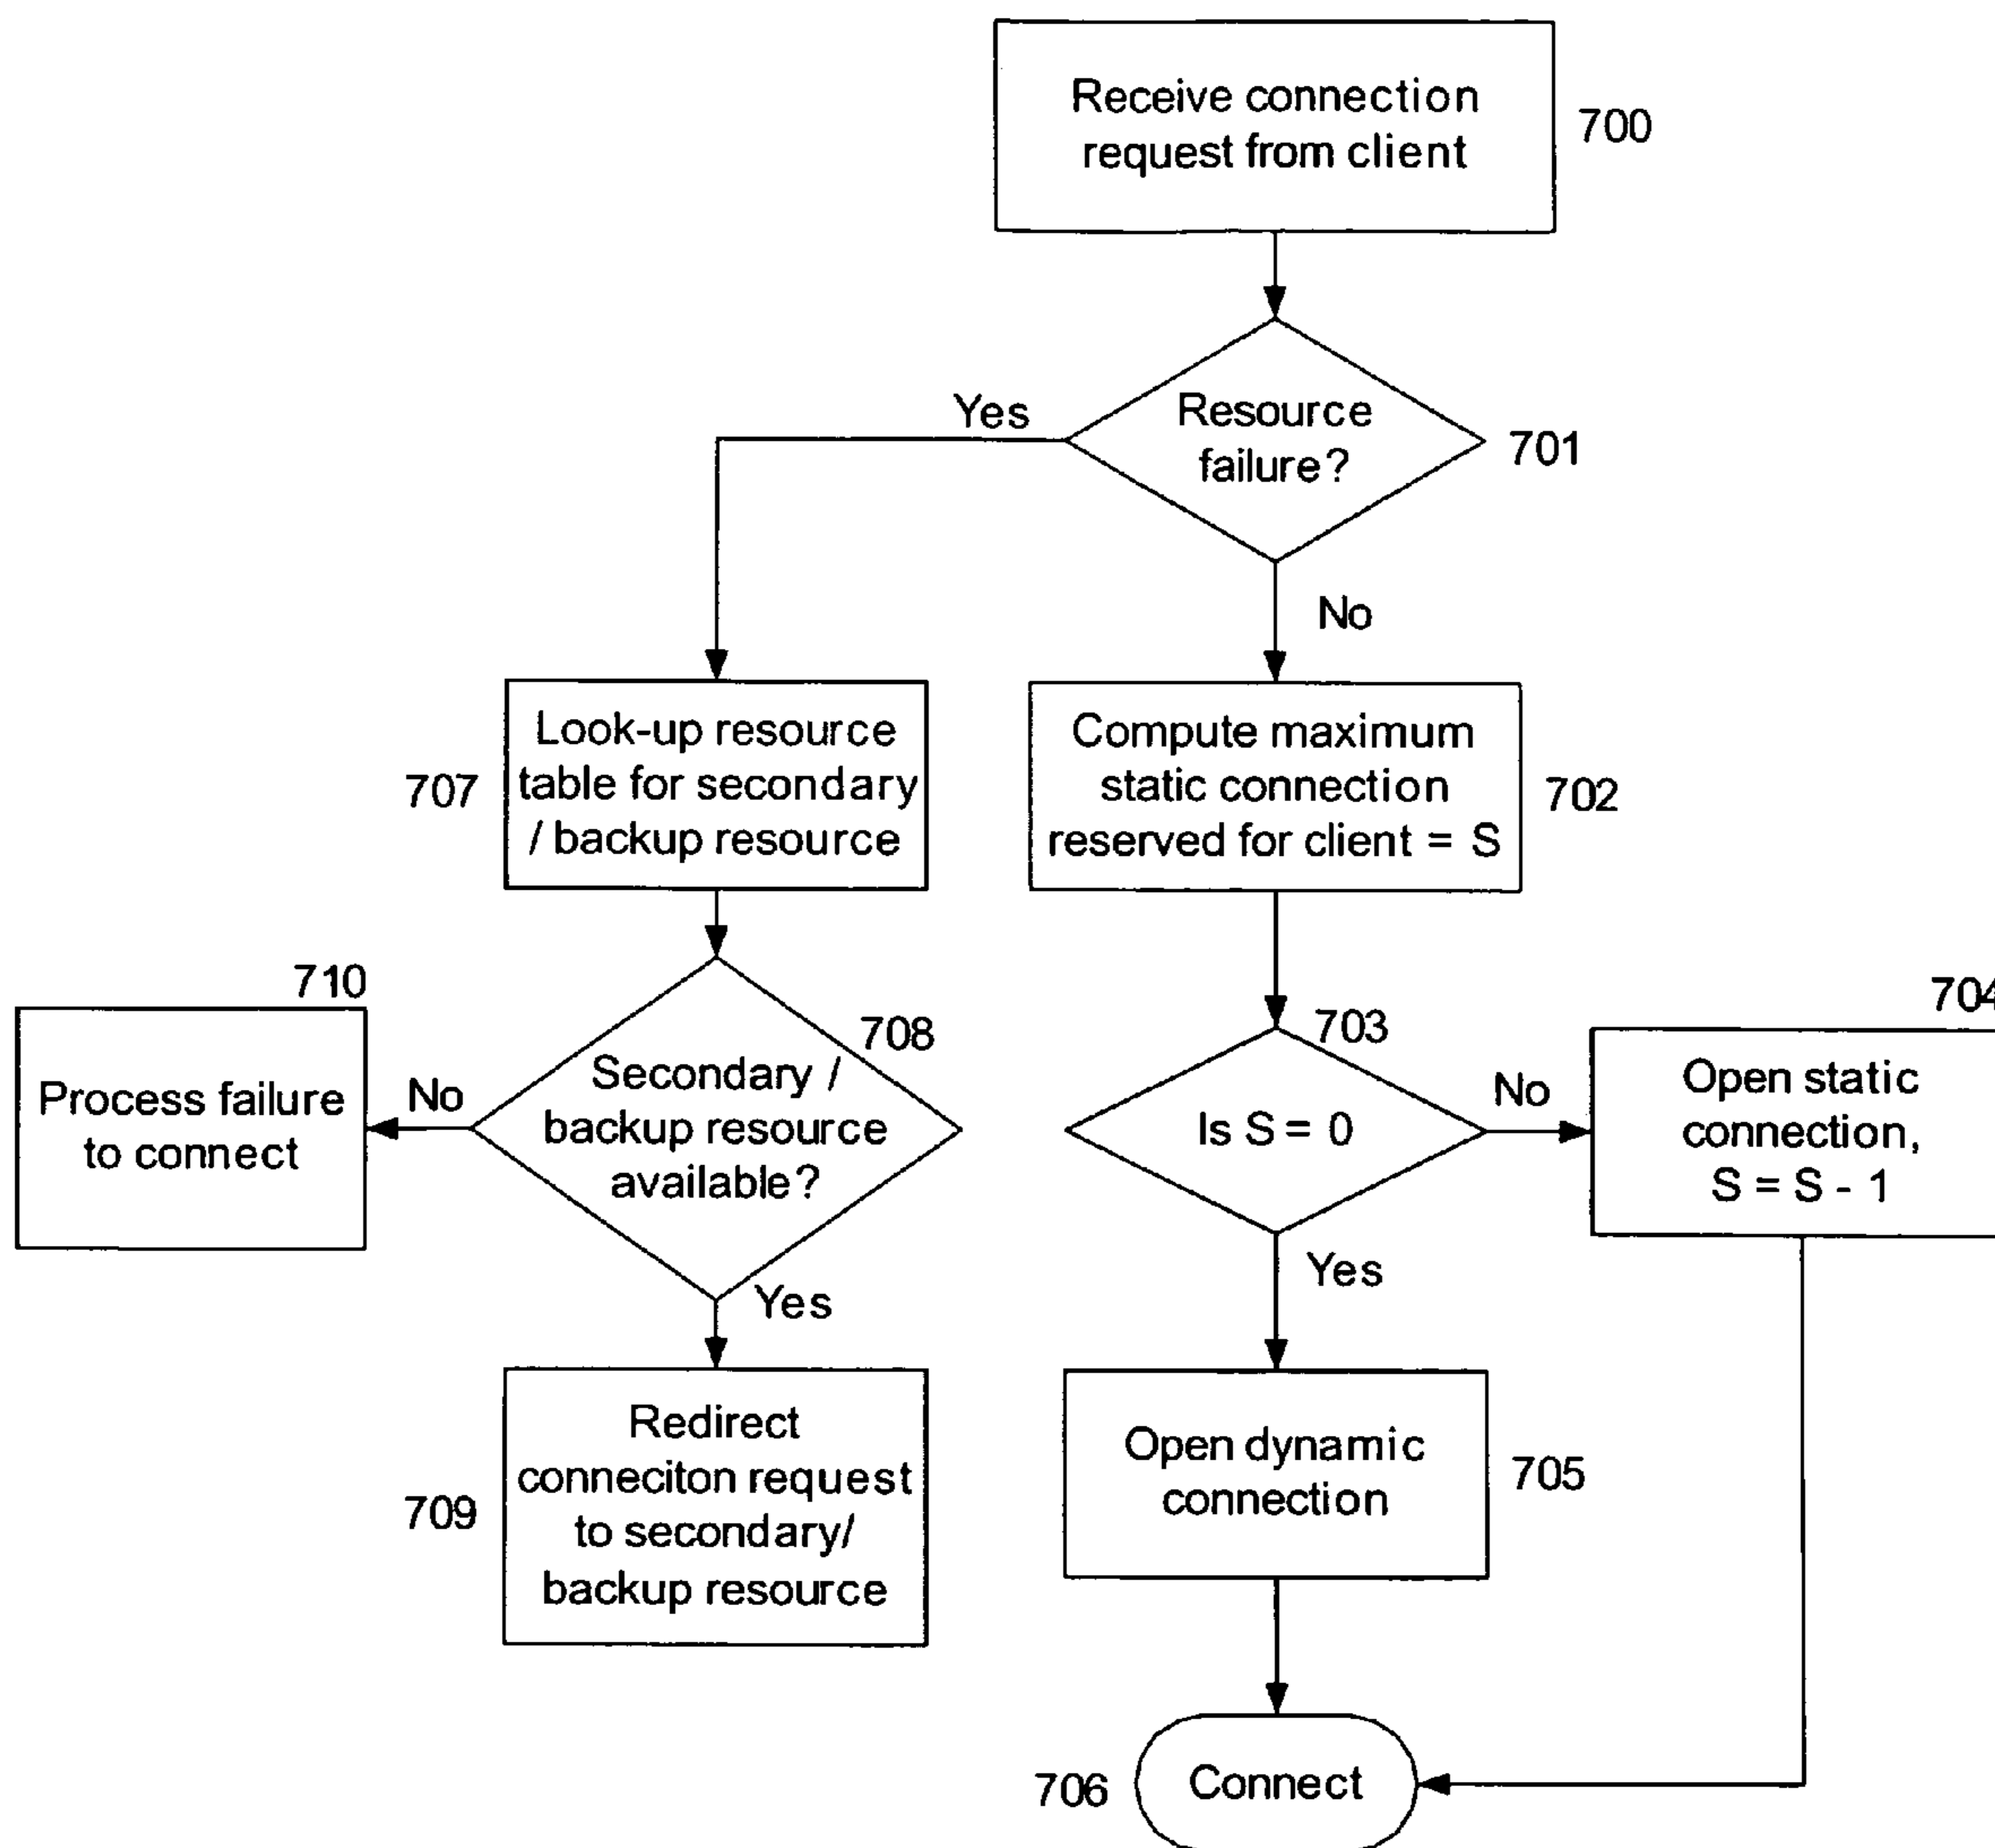 Receive connection
request from client
700
Resource
failure?
701
Yes
No
Look-up resource
table for secondary
/ backup resource
707
Compute maximum
static connection
reserved for client = S
702
710
Process failure
to connect
No
708
Secondary /
backup resource
available?
Yes
703
Is S = 0
No
704
Open static
connection,
S = S - 1
Yes
Redirect
conneciton request
to secondary/
backup resource
709
Open dynamic
connection
705
Connect
706